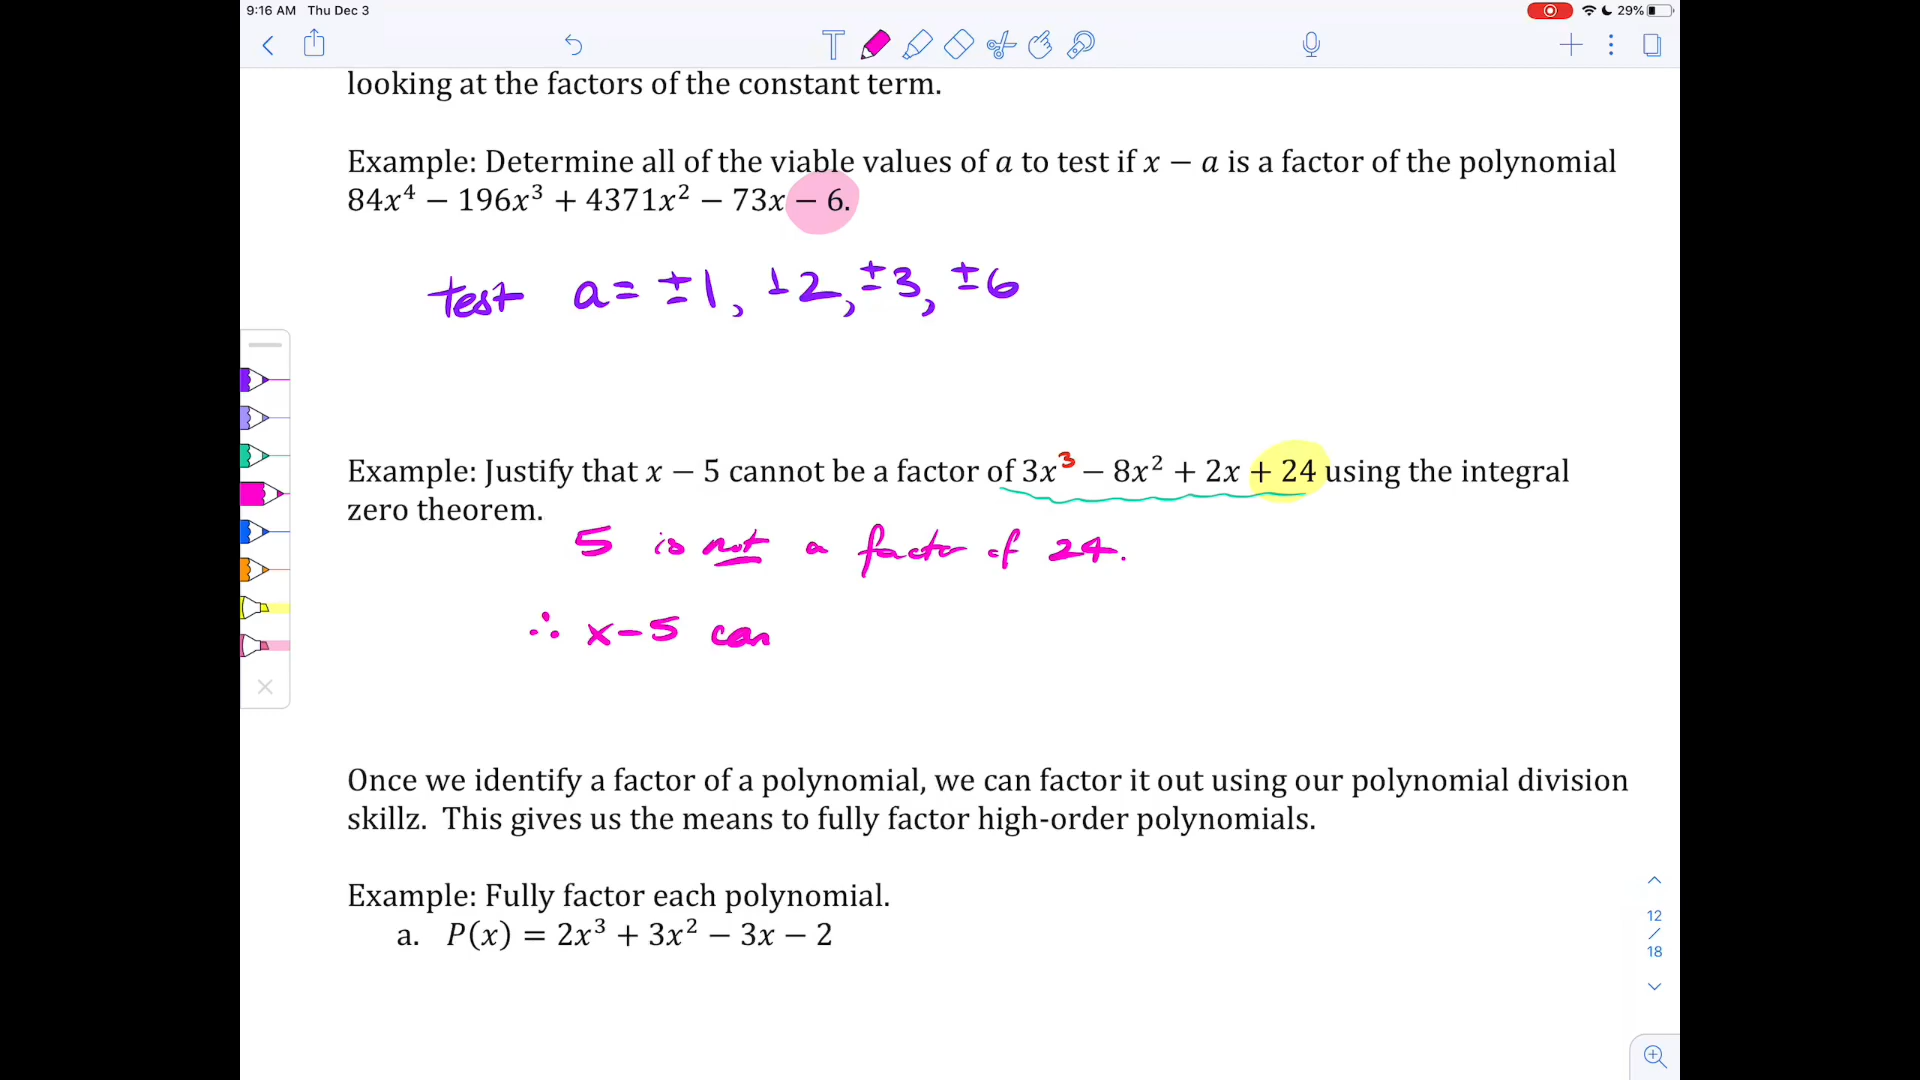 9:16 AM Thu Dec 3
29%
looking at the factors of the constant term.
Example: Determine all of the viable values of a to test if x − a is a factor of the polynomial
84x⁴ − 196x³ + 4371x² − 73x − 6.
test a = ±1, ±2, ±3, ±6
Example: Justify that x − 5 cannot be a factor of 3x³ − 8x² + 2x + 24 using the integral
zero theorem.
5 is not a factor of 24.
∴ x − 5 can
Once we identify a factor of a polynomial, we can factor it out using our polynomial division
skillz. This gives us the means to fully factor high-order polynomials.
Example: Fully factor each polynomial.
a. P(x) = 2x³ + 3x² − 3x − 2
12
/
18